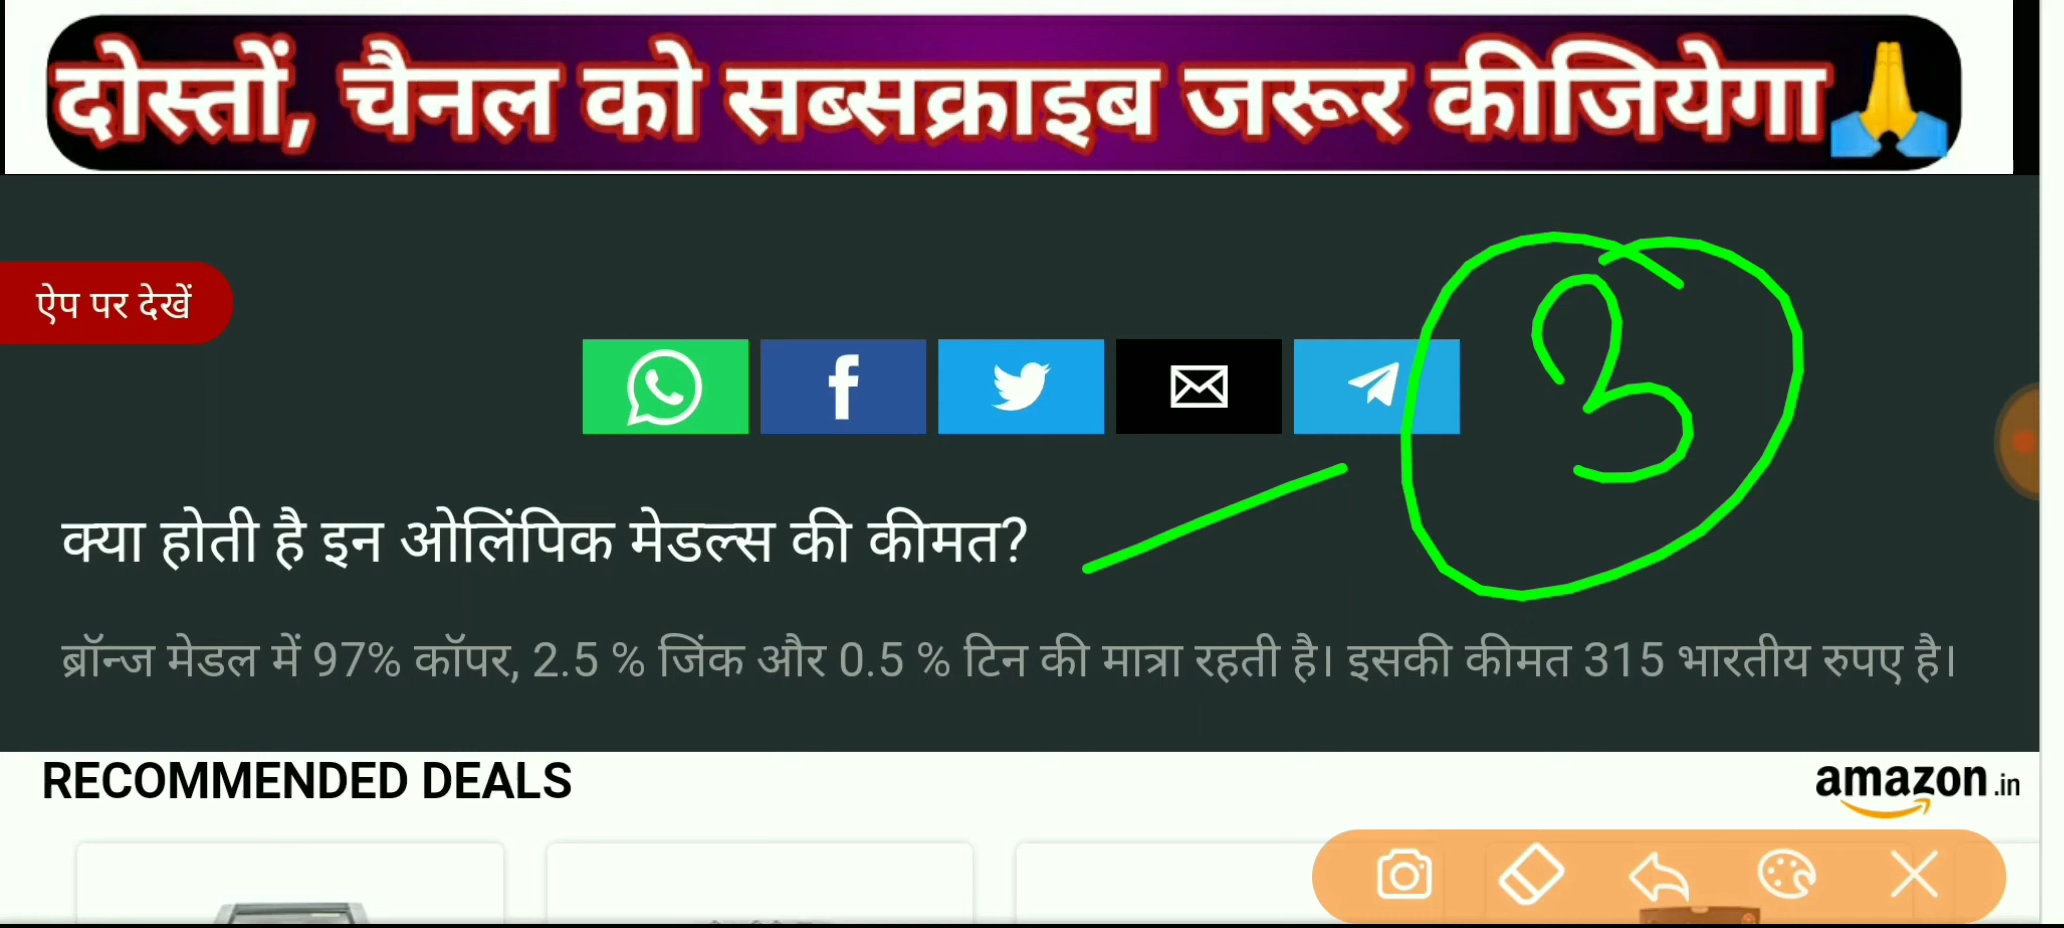 दोस्तों, चैनल को सब्सक्राइब जरूर कीजियेगा🙏
ऐप पर देखें
f
3
क्या होती है इन ओलिंपिक मेडल्स की कीमत?
ब्रॉन्ज मेडल में 97% कॉपर, 2.5 % जिंक और 0.5 % टिन की मात्रा रहती है। इसकी कीमत 315 भारतीय रुपए है।
RECOMMENDED DEALS
amazon.in